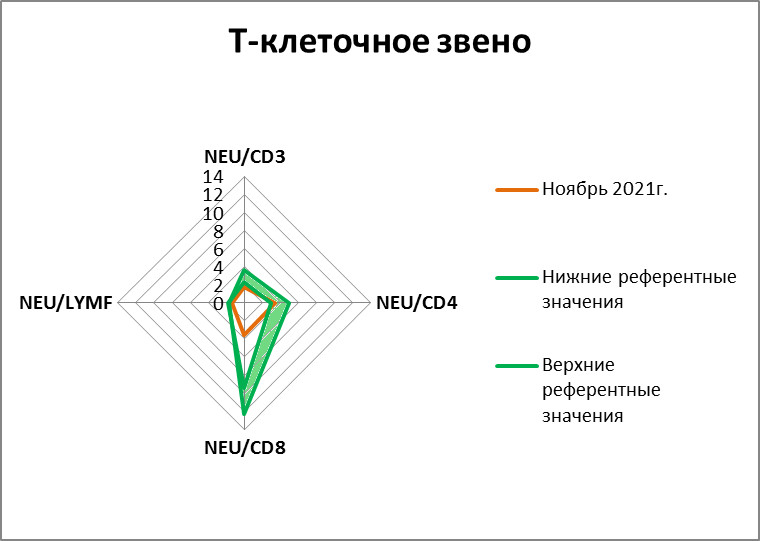 Т-клеточное звено
NEU/CD3
14
12
10
8
6
4
2
0
NEU/LYMF
NEU/CD4
NEU/CD8
Ноябрь 2021г.
Нижние референтные
значения
Верхние
референтные
значения